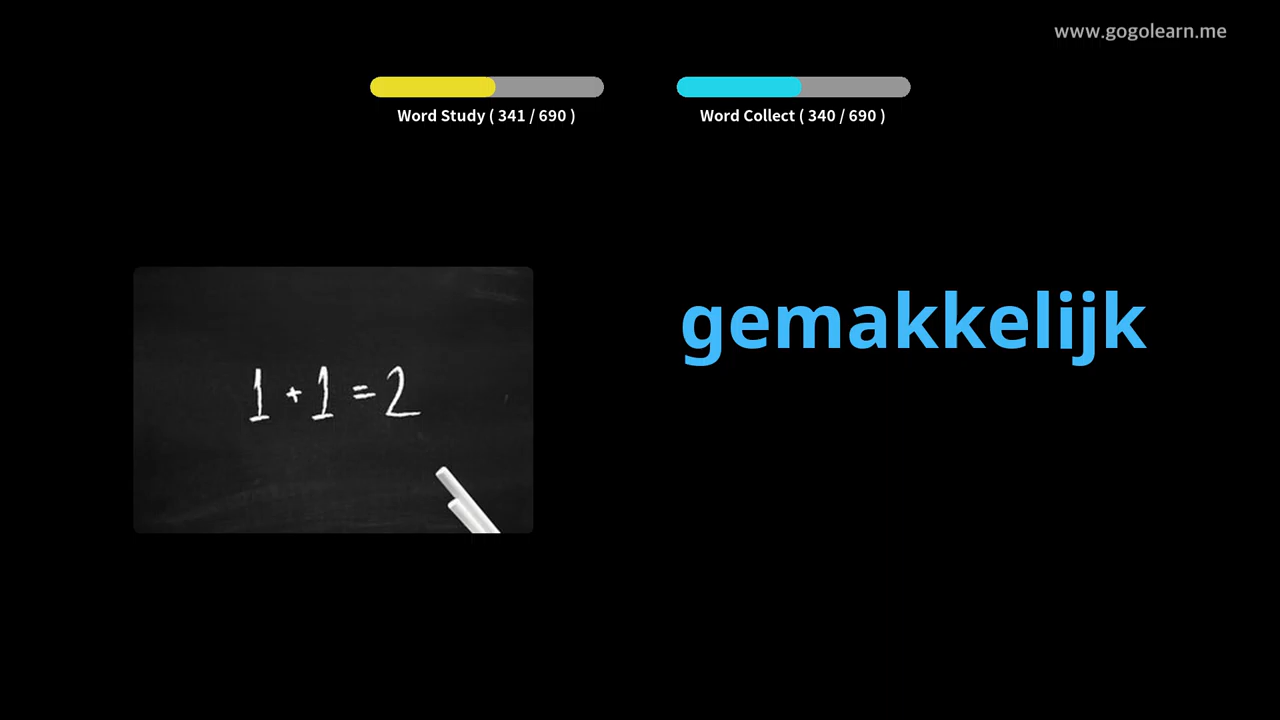 www.gogolearn.me
Word Study ( 341 / 690 )
Word Collect ( 340 / 690 )
gemakkelijk
1 + 1 = 2